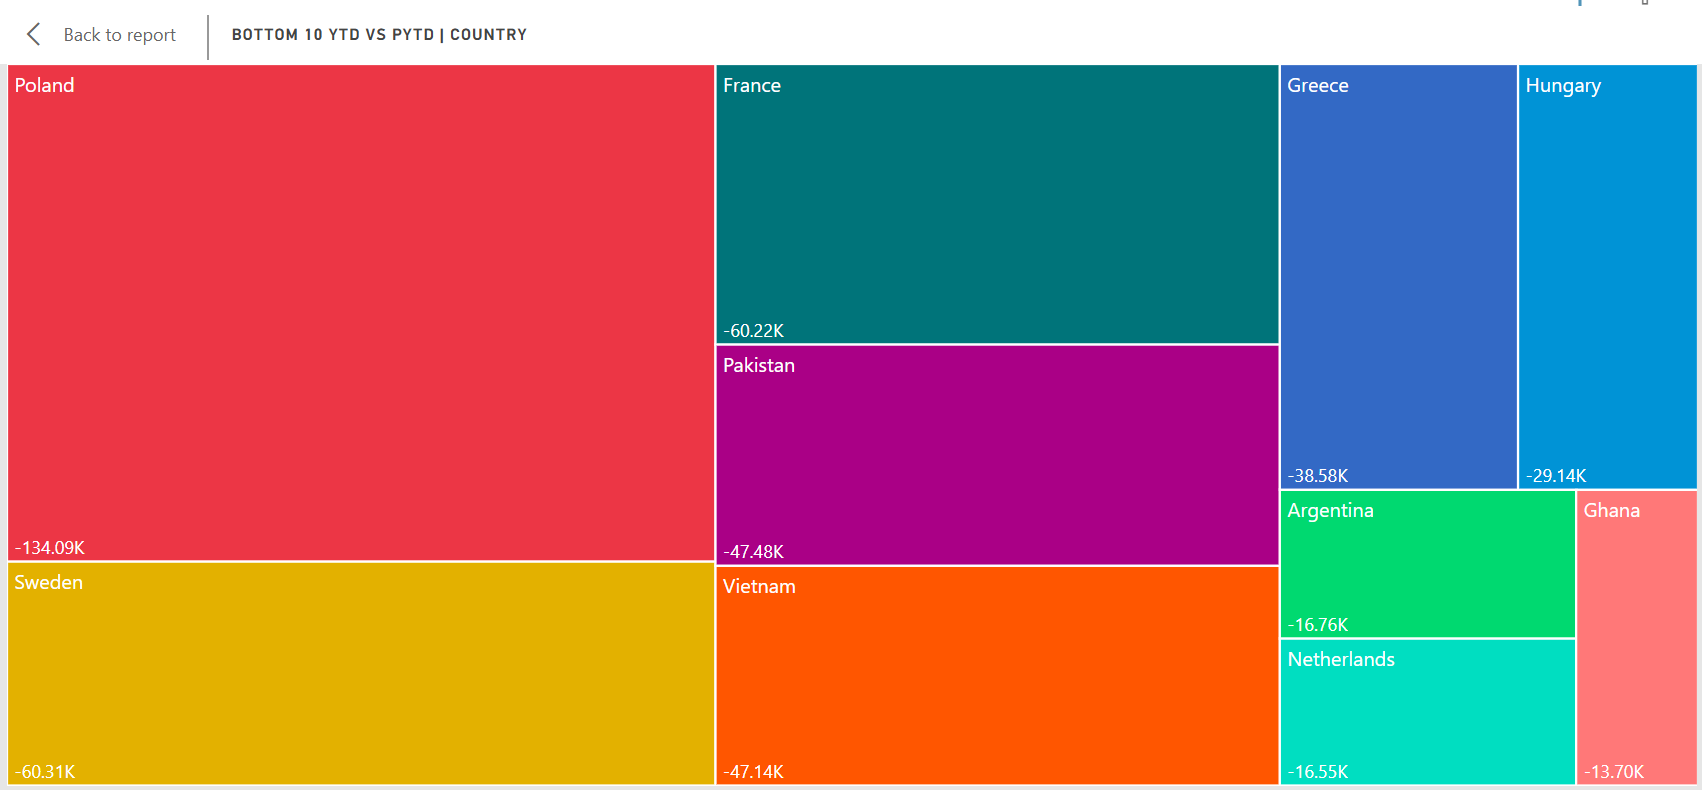 Back to report
BOTTOM 10 YTD VS PYTD | COUNTRY
Poland
-134.09K
Sweden
-60.31K
France
-60.22K
Pakistan
-47.48K
Vietnam
-47.14K
Greece
-38.58K
Hungary
-29.14K
Argentina
-16.76K
Netherlands
-16.55K
Ghana
-13.70K